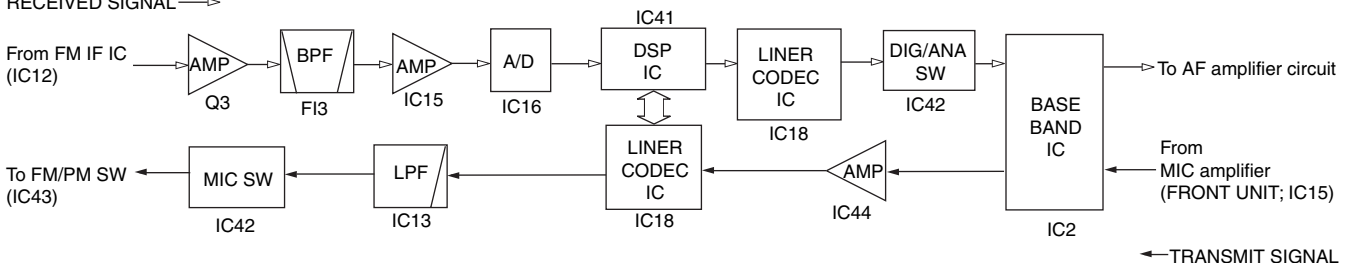 RECEIVED SIGNAL
IC41
From FM IF IC
(IC12)
AMP
Q3
BPF
FI3
AMP
IC15
A/D
IC16
DSP
IC
LINER
CODEC
IC
IC18
DIG/ANA
SW
IC42
BASE
BAND
IC
IC2
To AF amplifier circuit
To FM/PM SW
(IC43)
MIC SW
IC42
LPF
IC13
LINER
CODEC
IC
IC18
AMP
IC44
From
MIC amplifier
(FRONT UNIT; IC15)
TRANSMIT SIGNAL